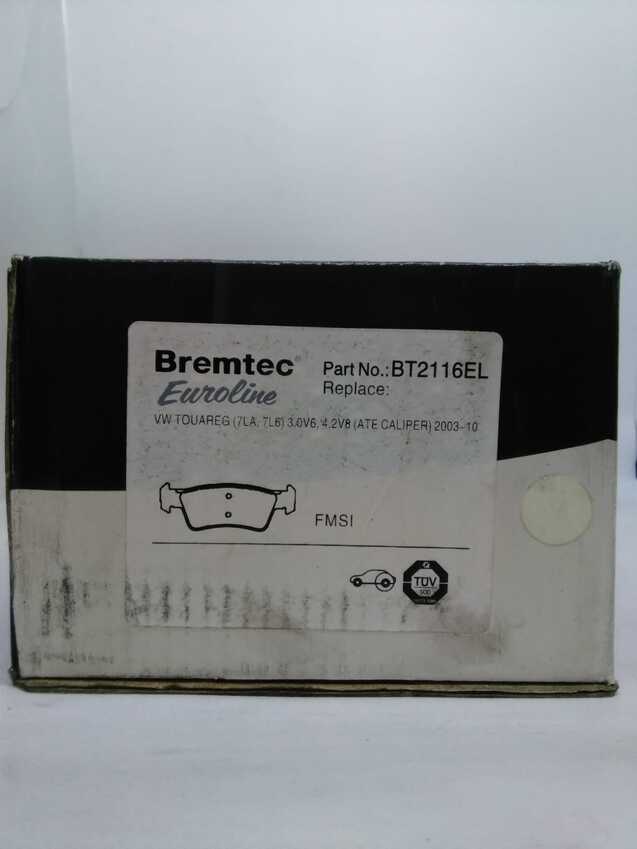 Bremtec®
Euroline
Part No.:BT2116EL
Replace:
VW TOUAREG (7LA, 7L6) 3.0V6, 4.2V8 (ATE CALIPER) 2003-10
FMSI
TÜV